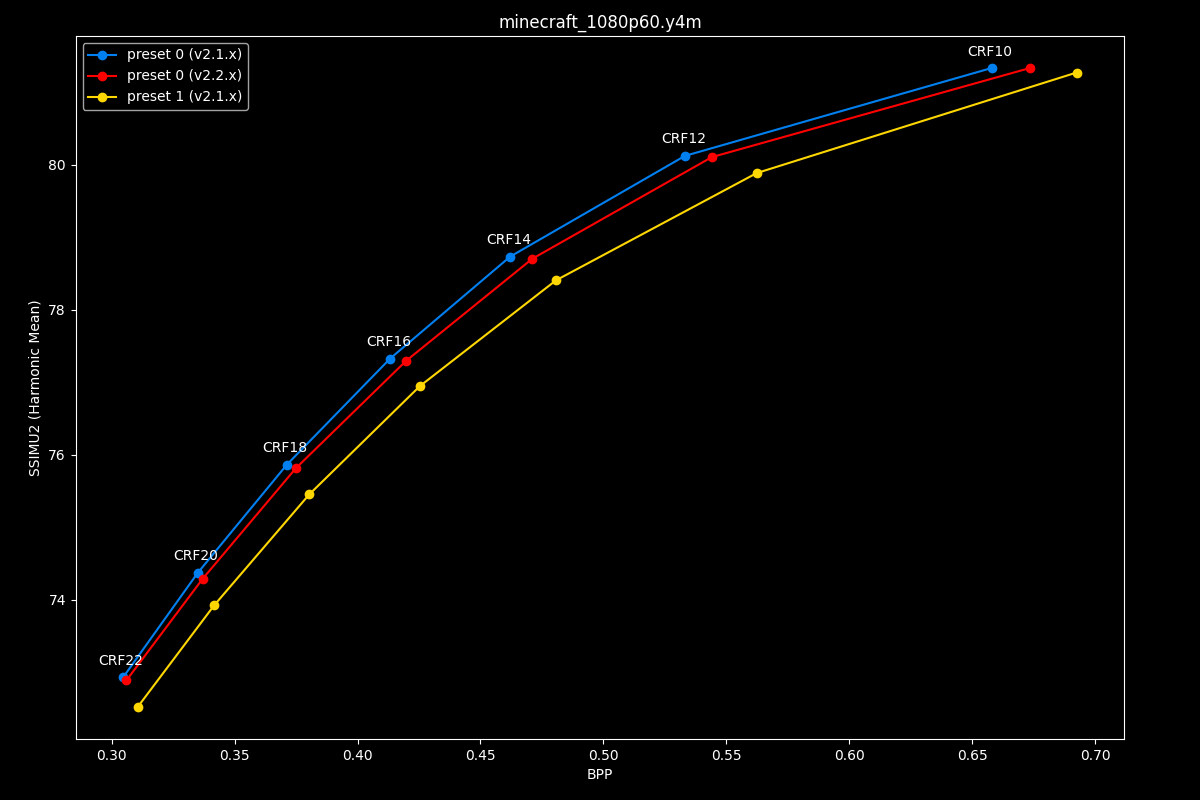 minecraft_1080p60.y4m
preset 0 (v2.1.x)
preset 0 (v2.2.x)
preset 1 (v2.1.x)
CRF10
CRF12
CRF14
CRF16
CRF18
CRF20
CRF22
80
78
76
74
SSIMU2 (Harmonic Mean)
0.30 0.35 0.40 0.45 0.50 0.55 0.60 0.65 0.70
BPP